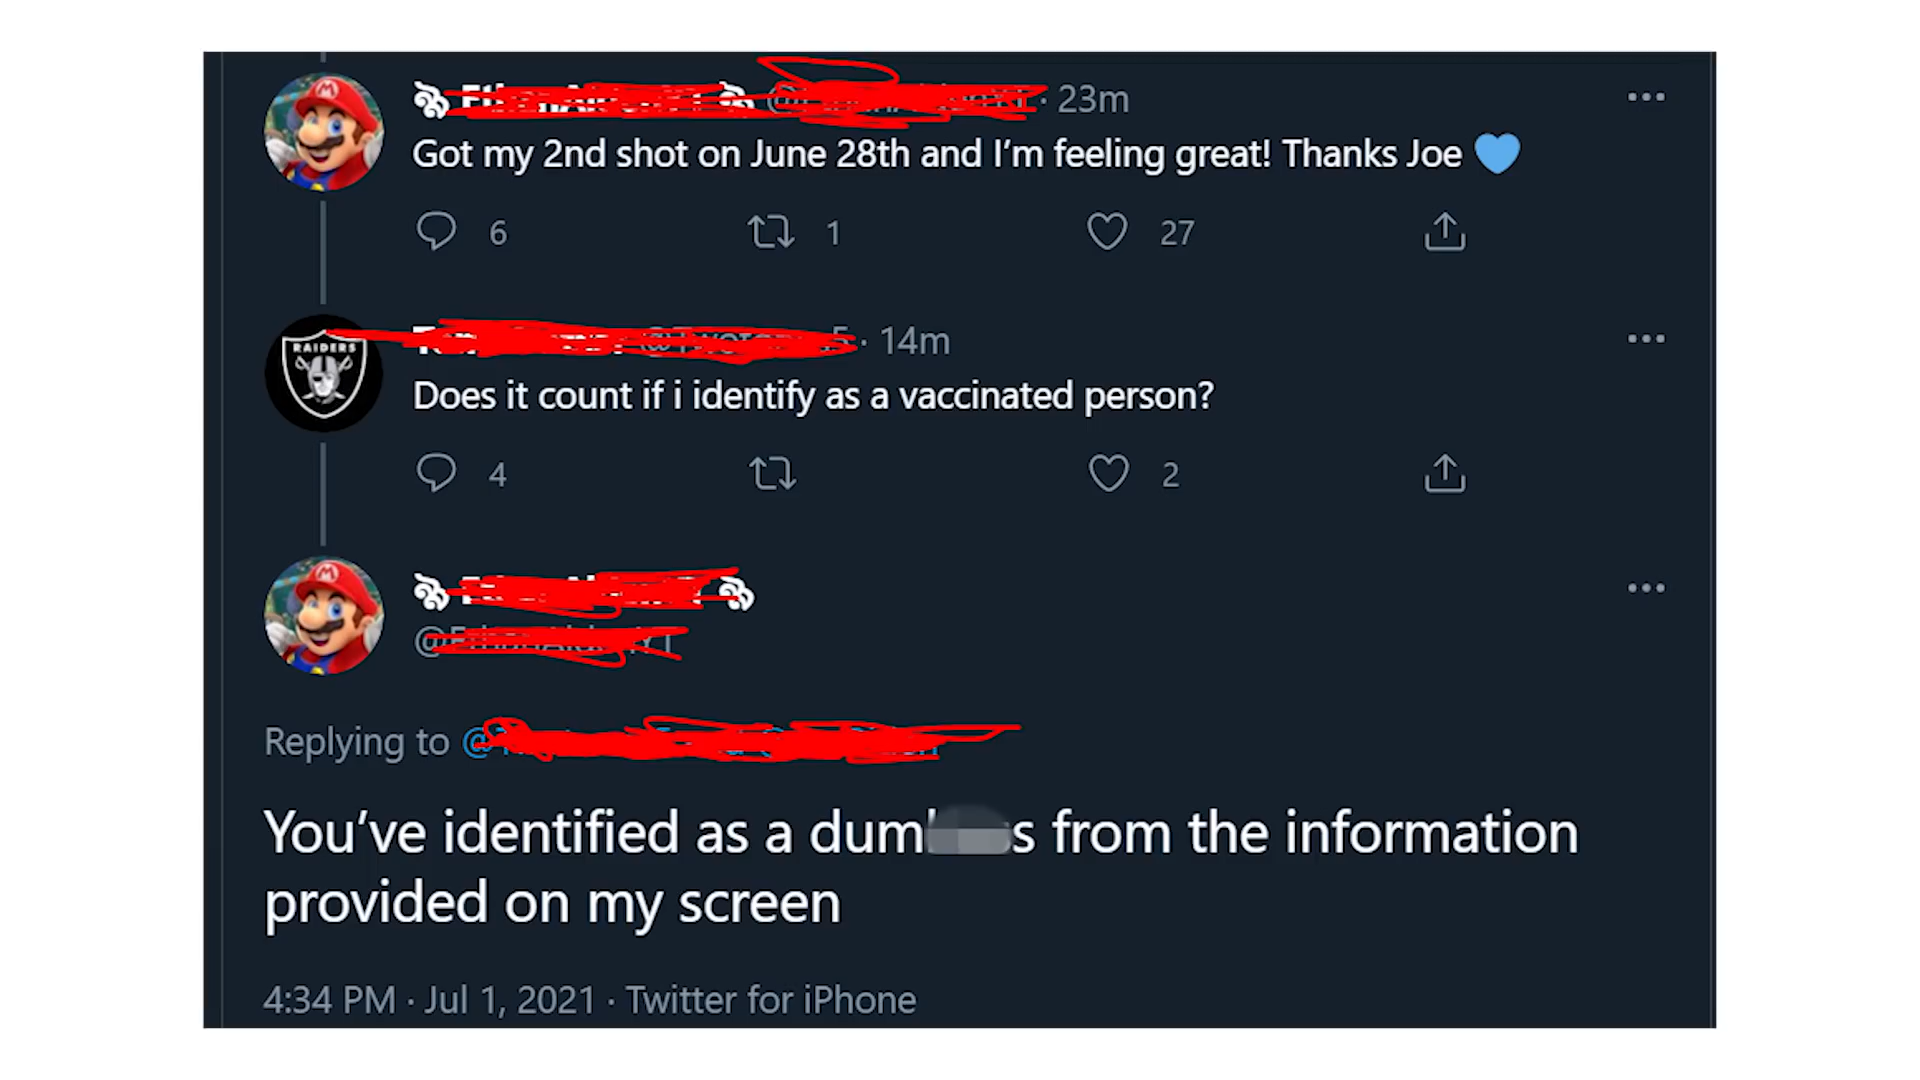 23m
Got my 2nd shot on June 28th and I'm feeling great! Thanks Joe 💙
6 1 27
RAIDERS
· 14m
Does it count if i identify as a vaccinated person?
4 2
Replying to
You've identified as a from the information
provided on my screen
4:34 PM · Jul 1, 2021 · Twitter for iPhone